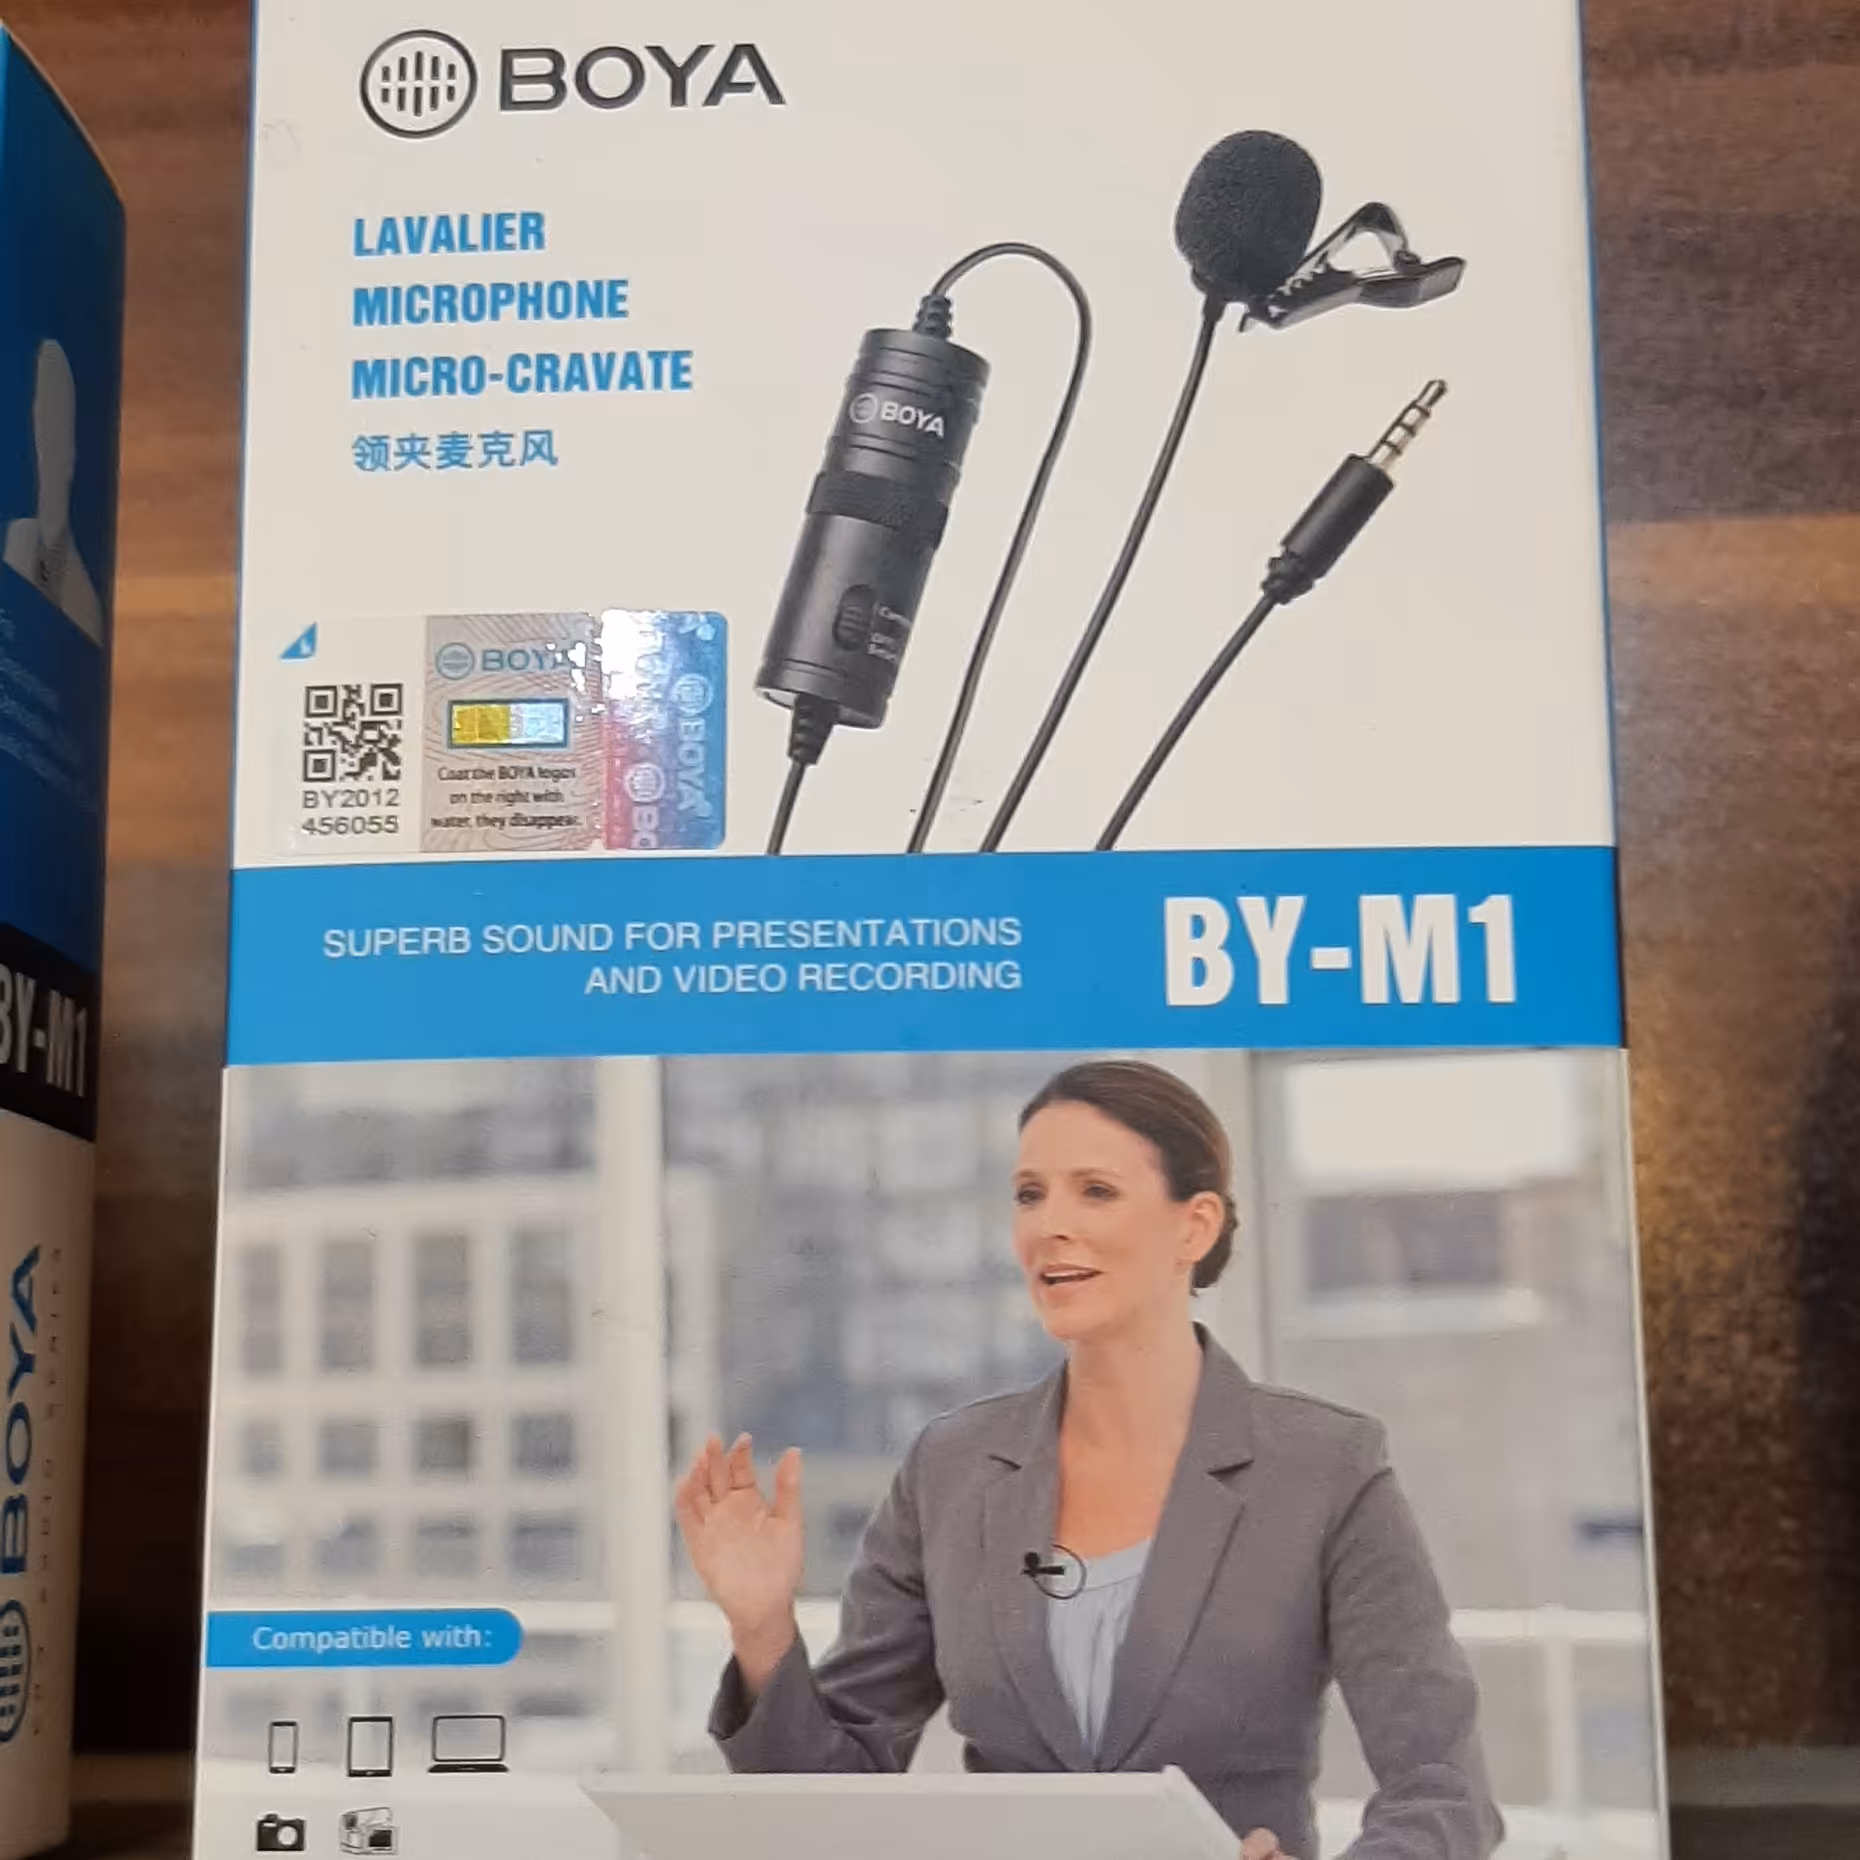 BOYA
LAVALIER
MICROPHONE
MICRO-CRAVATE
领夹麦克风
BOYA
BOYA
BY2012
456055
Coat the BOYA logos
on the right with
water, they disappear.
BOYA
SUPERB SOUND FOR PRESENTATIONS
AND VIDEO RECORDING
BY-M1
Compatible with:
BY-M1
BOYA